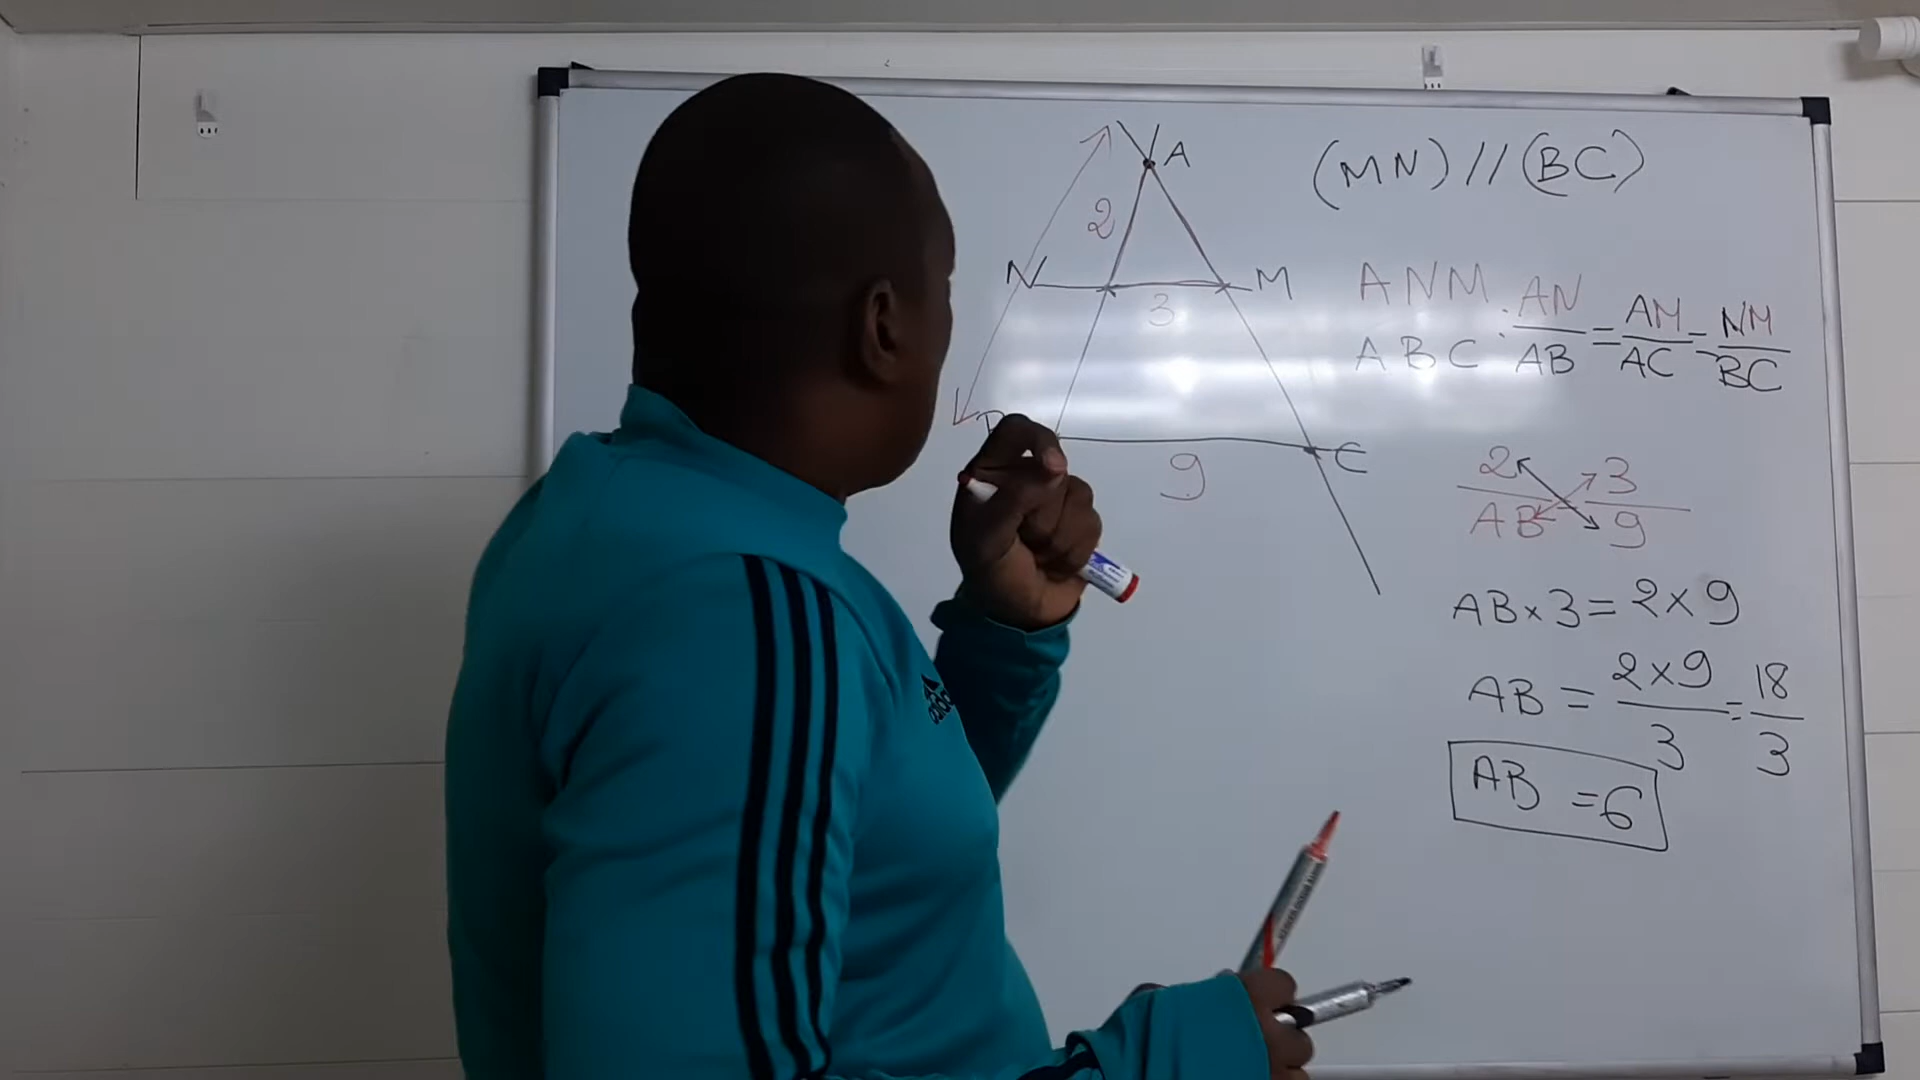 A
(MN) // (BC)
2
N
M
3
ANM : AN/AB = AM/AC = NM/BC
ABC
C
9
2/AB 3/9
AB x 3 = 2 x 9
AB = 2 x 9/3 = 18/3
AB = 6
adidas